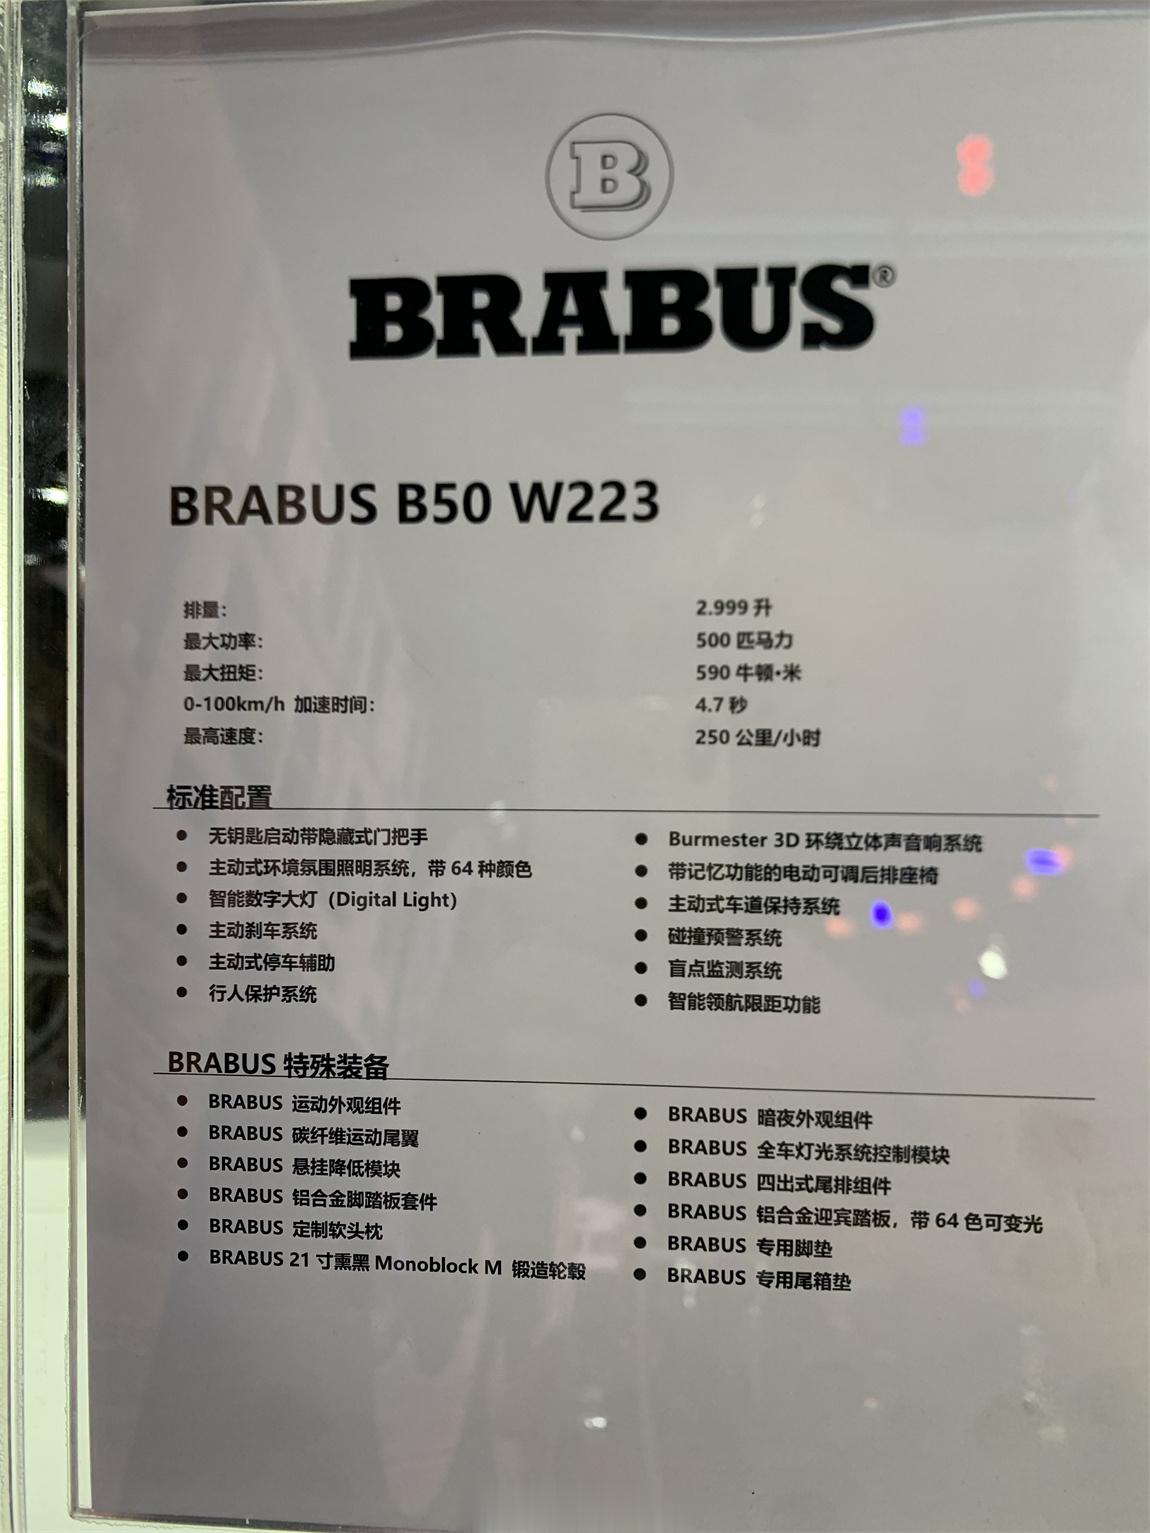 B
BRABUS®
BRABUS B50 W223
排量： 2.999 升
最大功率： 500 匹马力
最大扭矩： 590 牛顿·米
0-100km/h 加速时间： 4.7 秒
最高速度： 250 公里/小时
标准配置
● 无钥匙启动带隐藏式门把手
● 主动式环境氛围照明系统，带 64 种颜色
● 智能数字大灯（Digital Light）
● 主动刹车系统
● 主动式停车辅助
● 行人保护系统
● Burmester 3D 环绕立体声音响系统
● 带记忆功能的电动可调后排座椅
● 主动式车道保持系统
● 碰撞预警系统
● 盲点监测系统
● 智能领航限距功能
BRABUS 特殊装备
● BRABUS 运动外观组件
● BRABUS 碳纤维运动尾翼
● BRABUS 悬挂降低模块
● BRABUS 铝合金脚踏板套件
● BRABUS 定制软头枕
● BRABUS 21 寸熏黑 Monoblock M 锻造轮毂
● BRABUS 暗夜外观组件
● BRABUS 全车灯光系统控制模块
● BRABUS 四出式尾排组件
● BRABUS 铝合金迎宾踏板，带 64 色可变光
● BRABUS 专用脚垫
● BRABUS 专用尾箱垫